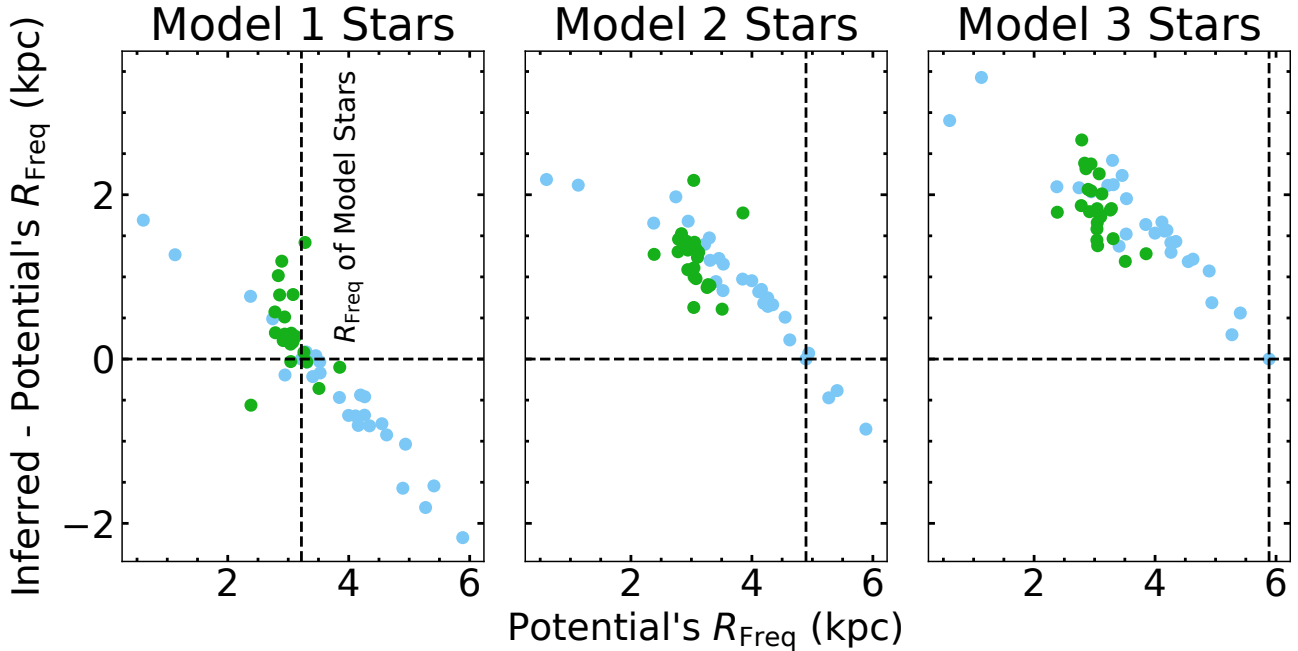 Model 1 Stars
Model 2 Stars
Model 3 Stars
Inferred - Potential's R_Freq (kpc)
2
0
−2
R_Freq of Model Stars
2 4 6
2 4 6
2 4 6
Potential's R_Freq (kpc)